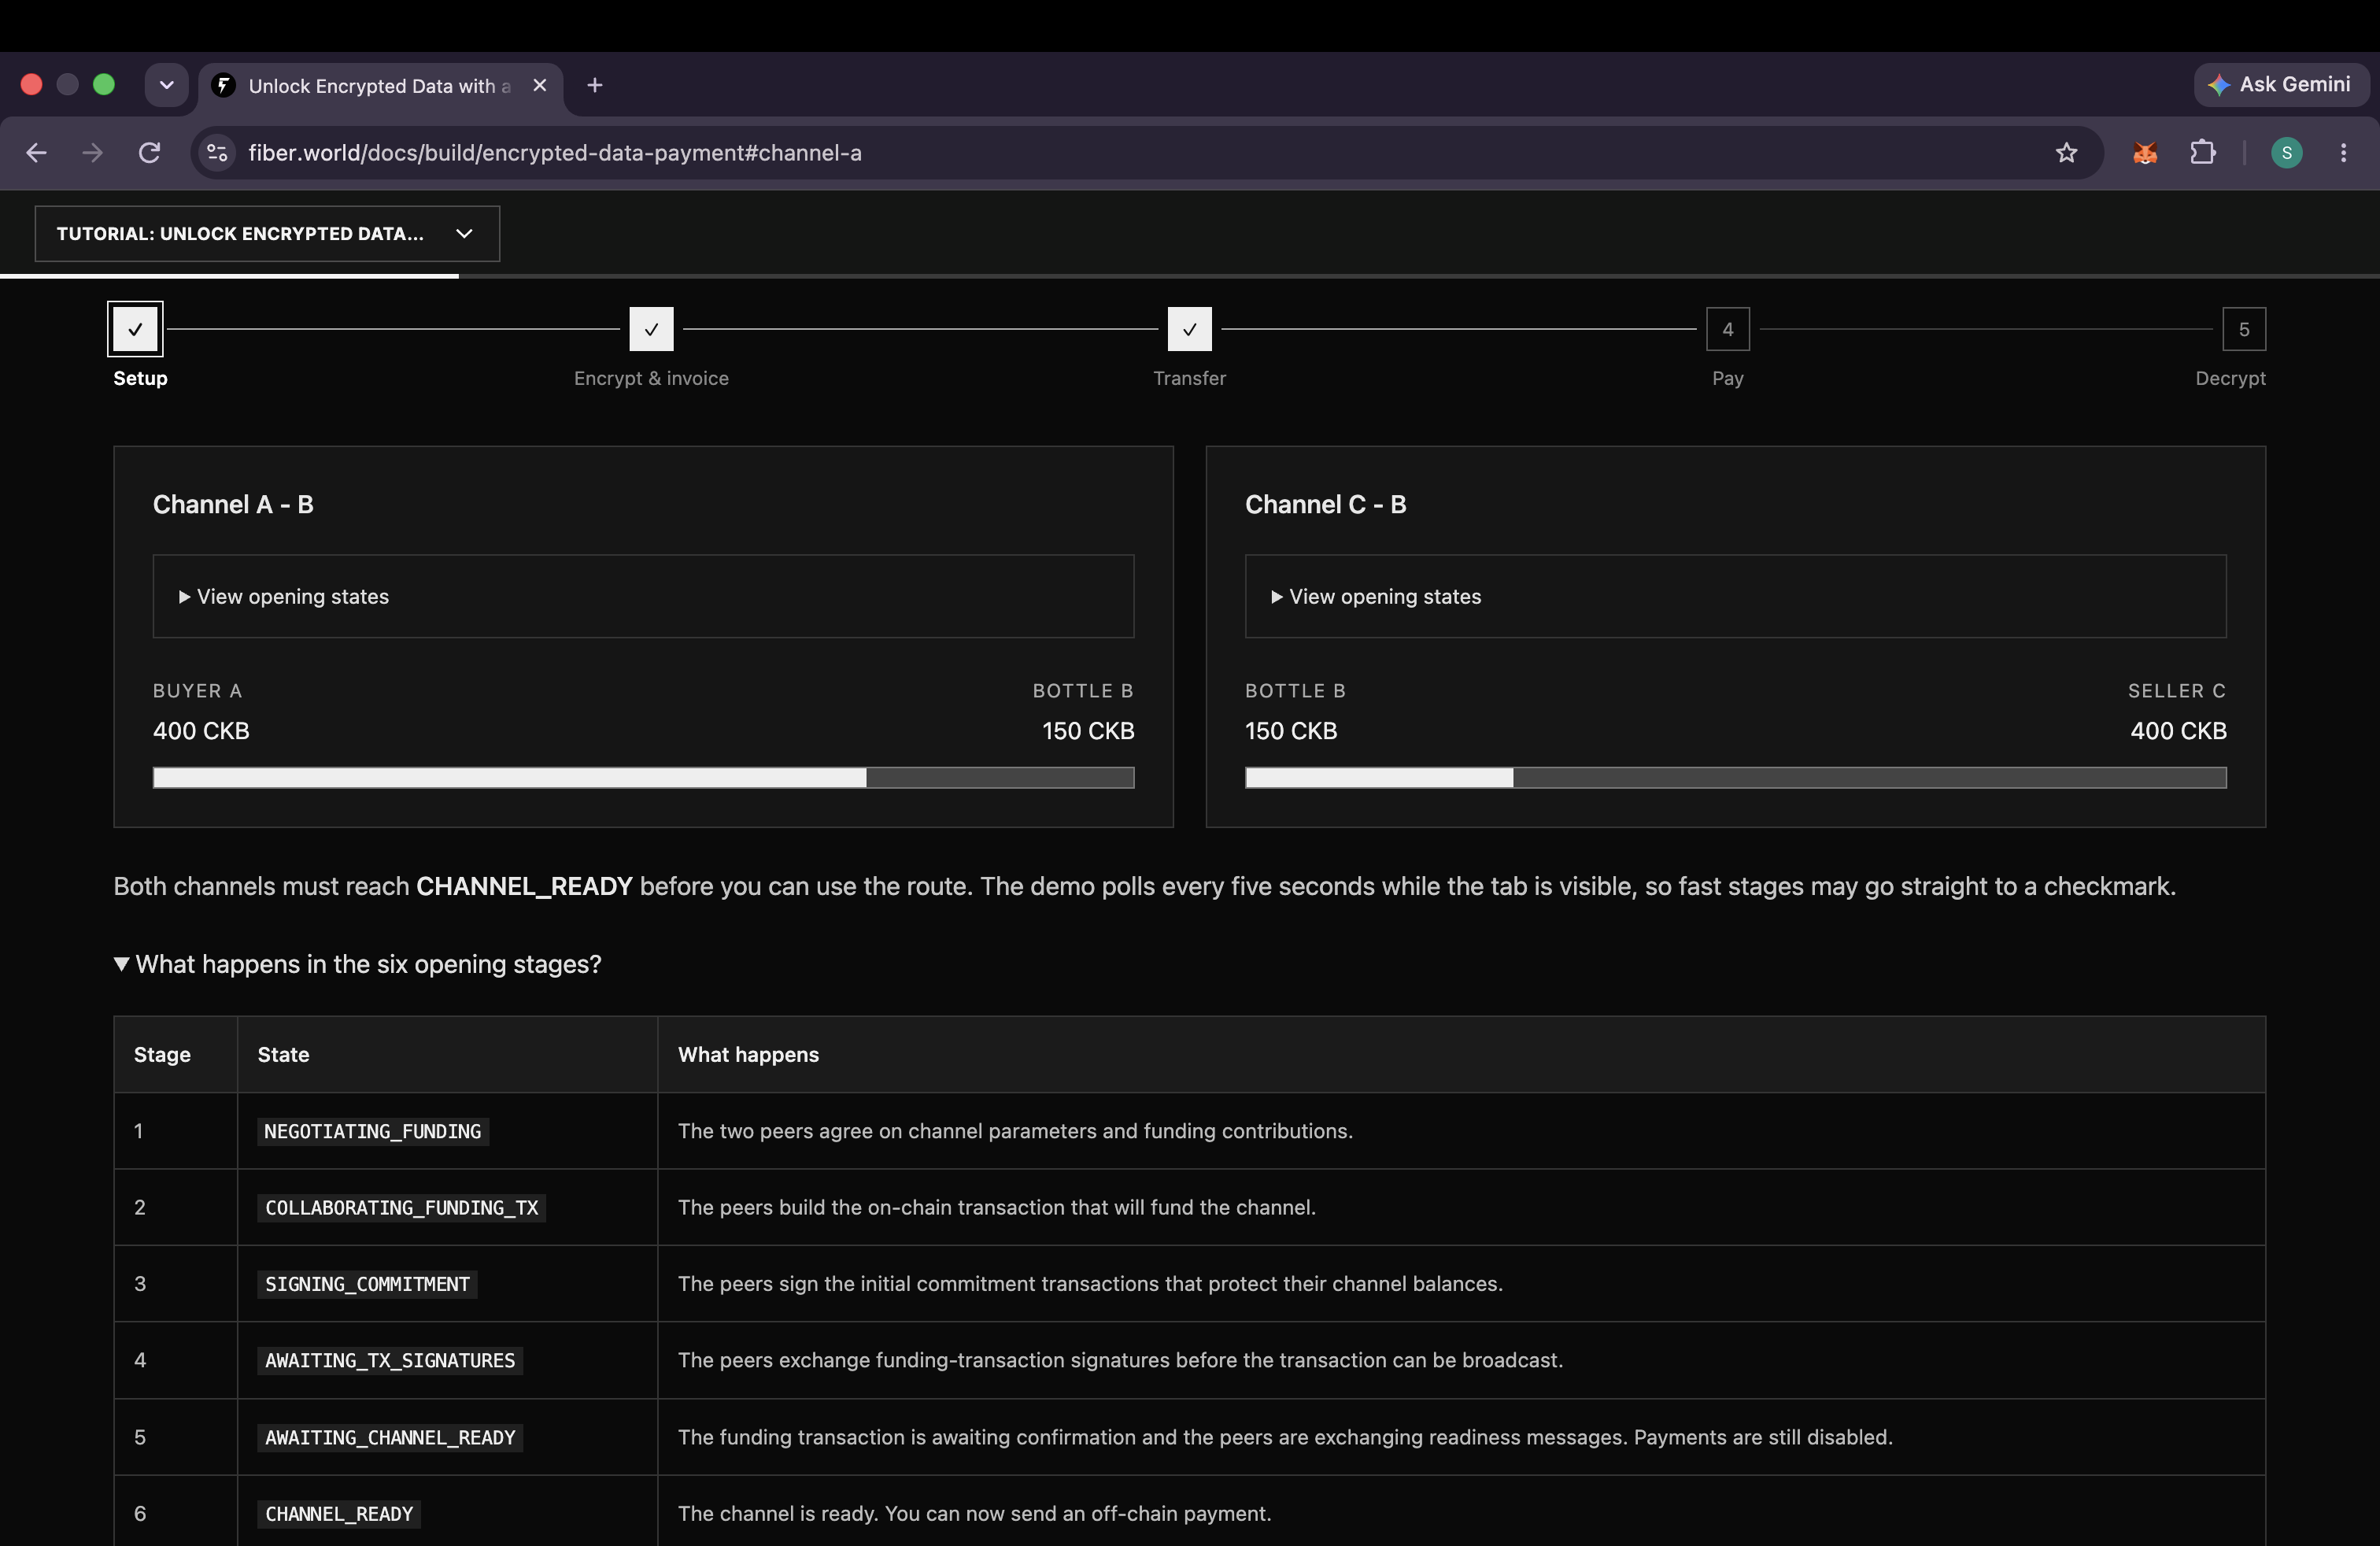 Unlock Encrypted Data with a
Ask Gemini
fiber.world/docs/build/encrypted-data-payment#channel-a
S
TUTORIAL: UNLOCK ENCRYPTED DATA...
4
5
Setup
Encrypt & invoice
Transfer
Pay
Decrypt
Channel A - B
View opening states
BUYER A
BOTTLE B
400 CKB
150 CKB
Channel C - B
View opening states
BOTTLE B
SELLER C
150 CKB
400 CKB
Both channels must reach CHANNEL_READY before you can use the route. The demo polls every five seconds while the tab is visible, so fast stages may go straight to a checkmark.
What happens in the six opening stages?
Stage State What happens
1 NEGOTIATING_FUNDING The two peers agree on channel parameters and funding contributions.
2 COLLABORATING_FUNDING_TX The peers build the on-chain transaction that will fund the channel.
3 SIGNING_COMMITMENT The peers sign the initial commitment transactions that protect their channel balances.
4 AWAITING_TX_SIGNATURES The peers exchange funding-transaction signatures before the transaction can be broadcast.
5 AWAITING_CHANNEL_READY The funding transaction is awaiting confirmation and the peers are exchanging readiness messages. Payments are still disabled.
6 CHANNEL_READY The channel is ready. You can now send an off-chain payment.